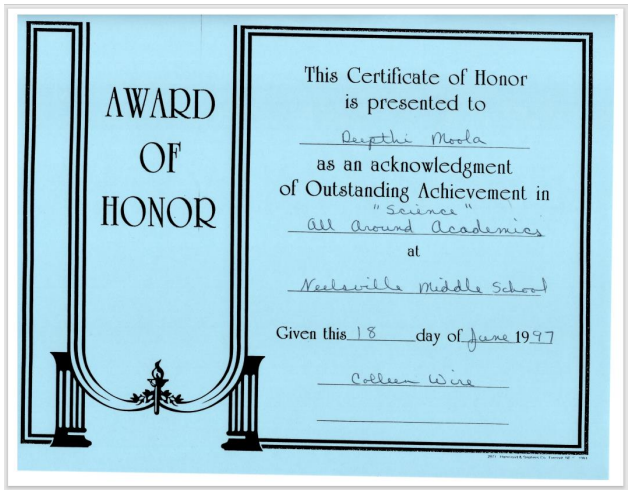 AWARD
OF
HONOR
This Certificate of Honor
is presented to
Deepthi Moola
as an acknowledgment
of Outstanding Achievement in
"Science"
all around academics
at
Neelsville Middle School
Given this 18 day of June 1997
Colleen Wire